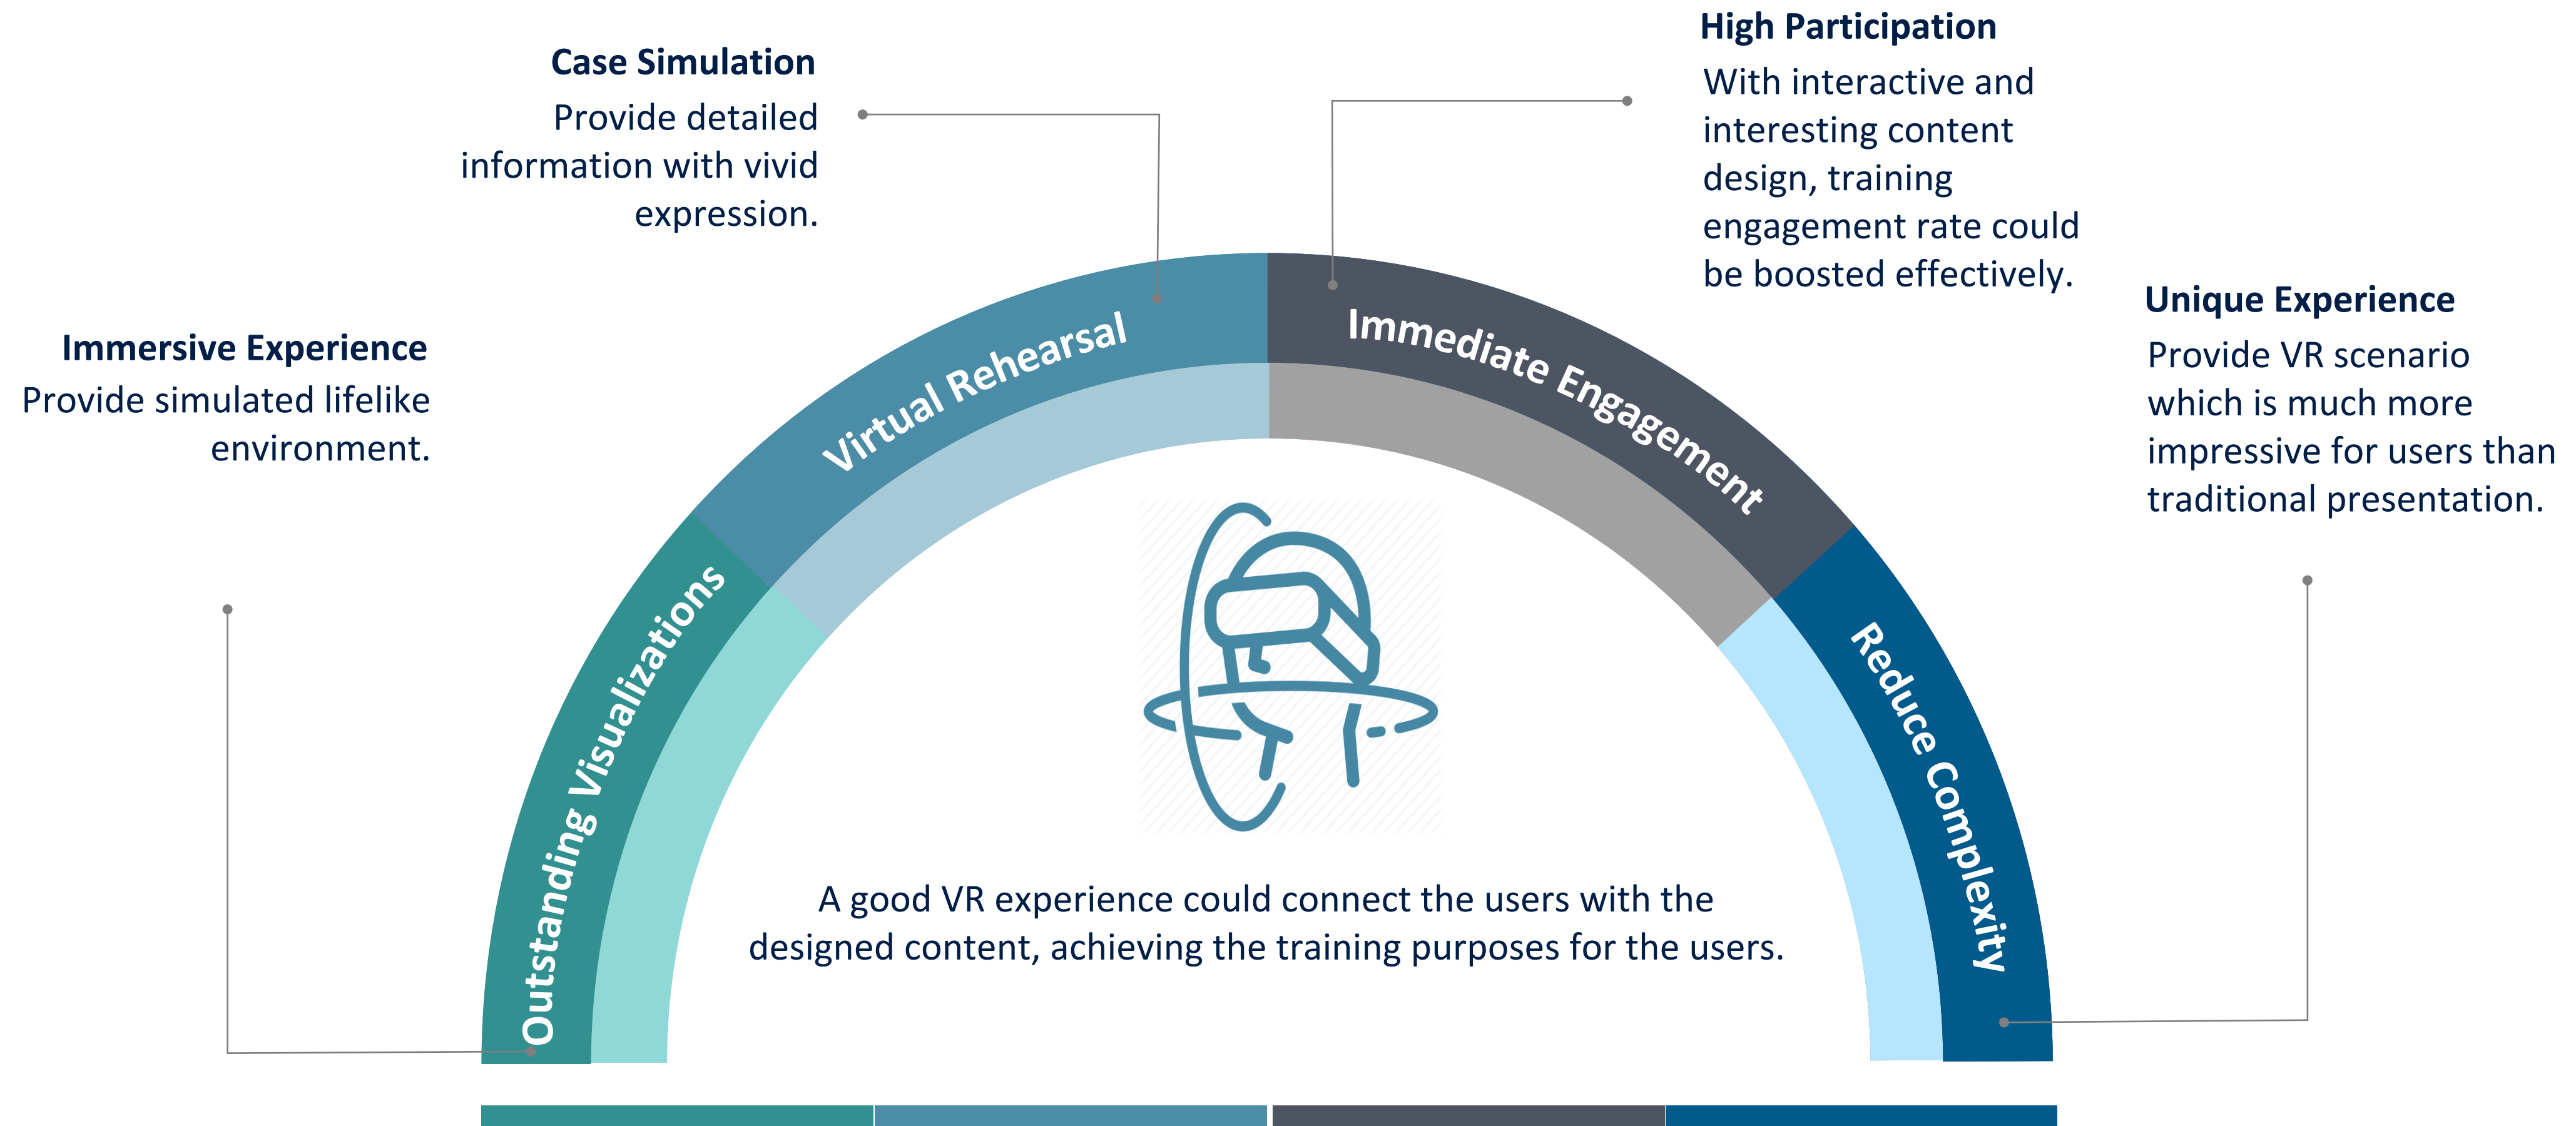 Case Simulation
Provide detailed
information with vivid
expression.
High Participation
With interactive and
interesting content
design, training
engagement rate could
be boosted effectively.
Immersive Experience
Provide simulated lifelike
environment.
Unique Experience
Provide VR scenario
which is much more
impressive for users than
traditional presentation.
Outstanding Visualizations
Virtual Rehearsal
Immediate Engagement
Reduce Complexity
A good VR experience could connect the users with the
designed content, achieving the training purposes for the users.